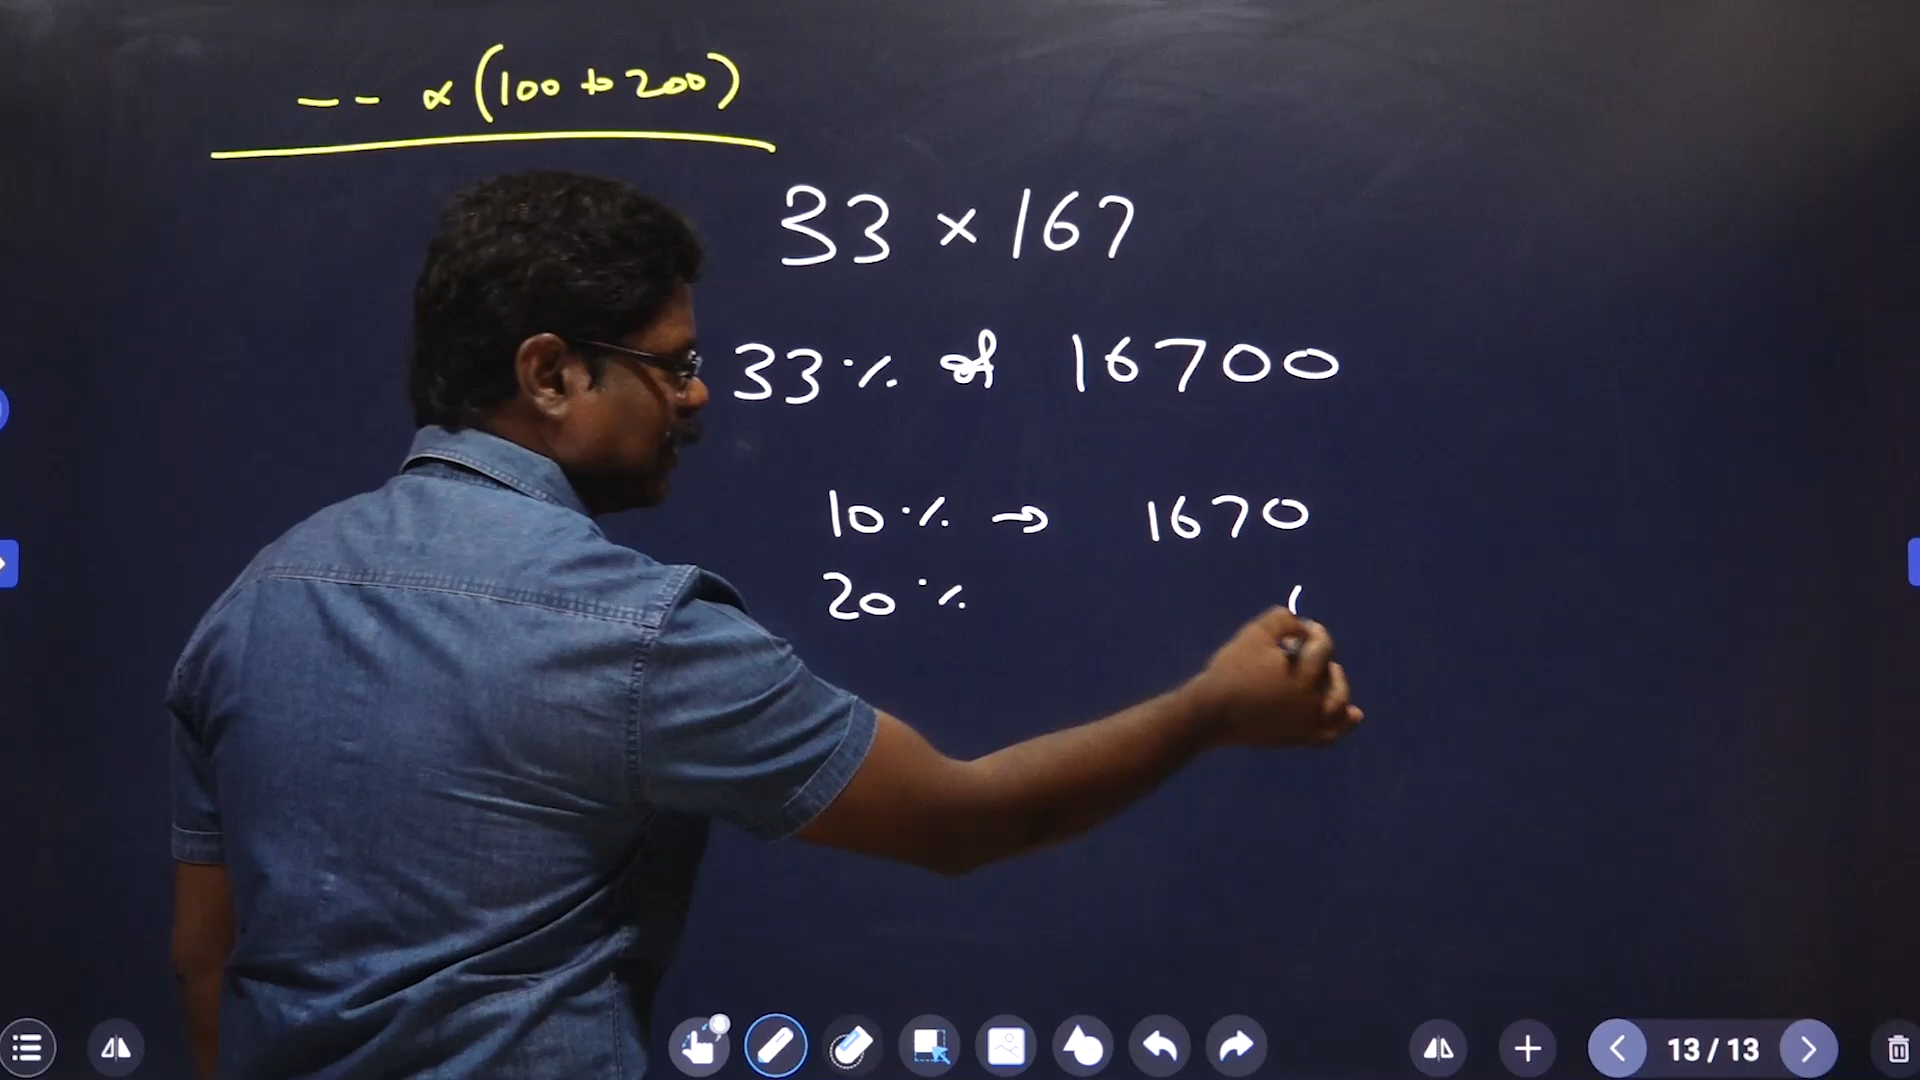 -- × (100 to 200)
33 × 167
33 % of 16700
10 % → 1670
20 %
13 / 13